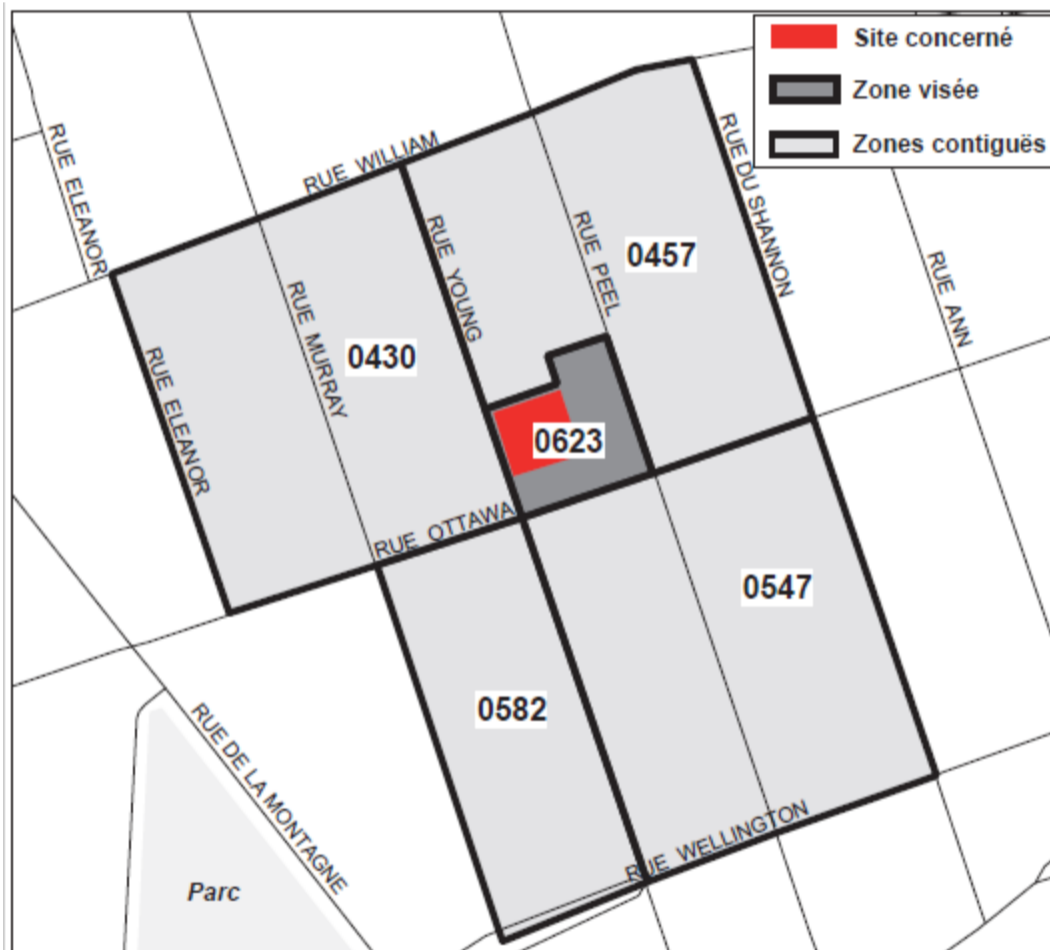 Site concerné
Zone visée
Zones contiguës
RUE ELEANOR
RUE WILLIAM
RUE DU SHANNON
RUE YOUNG
RUE PEEL
0457
RUE ANN
RUE MURRAY
0430
RUE ELEANOR
0623
RUE OTTAWA
0547
0582
RUE DE LA MONTAGNE
RUE WELLINGTON
Parc